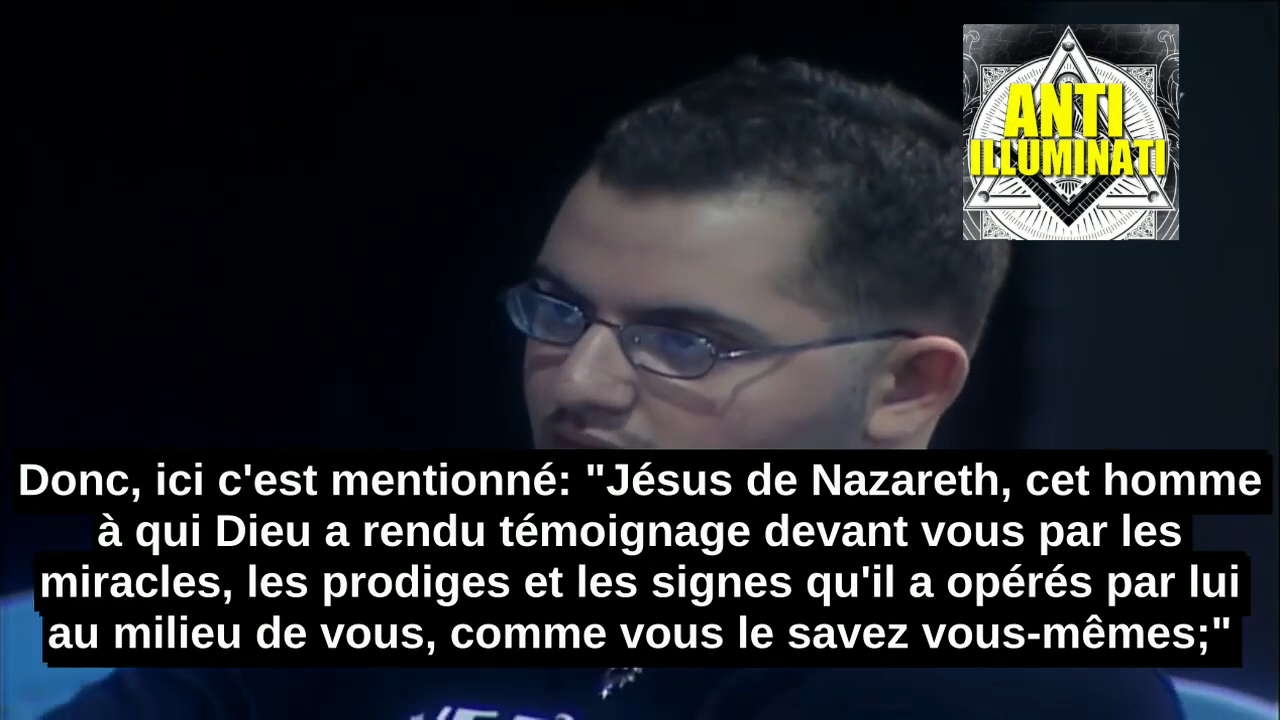 ANTI
ILLUMINATI
Donc, ici c'est mentionné: "Jésus de Nazareth, cet homme
à qui Dieu a rendu témoignage devant vous par les
miracles, les prodiges et les signes qu'il a opérés par lui
au milieu de vous, comme vous le savez vous-mêmes;"